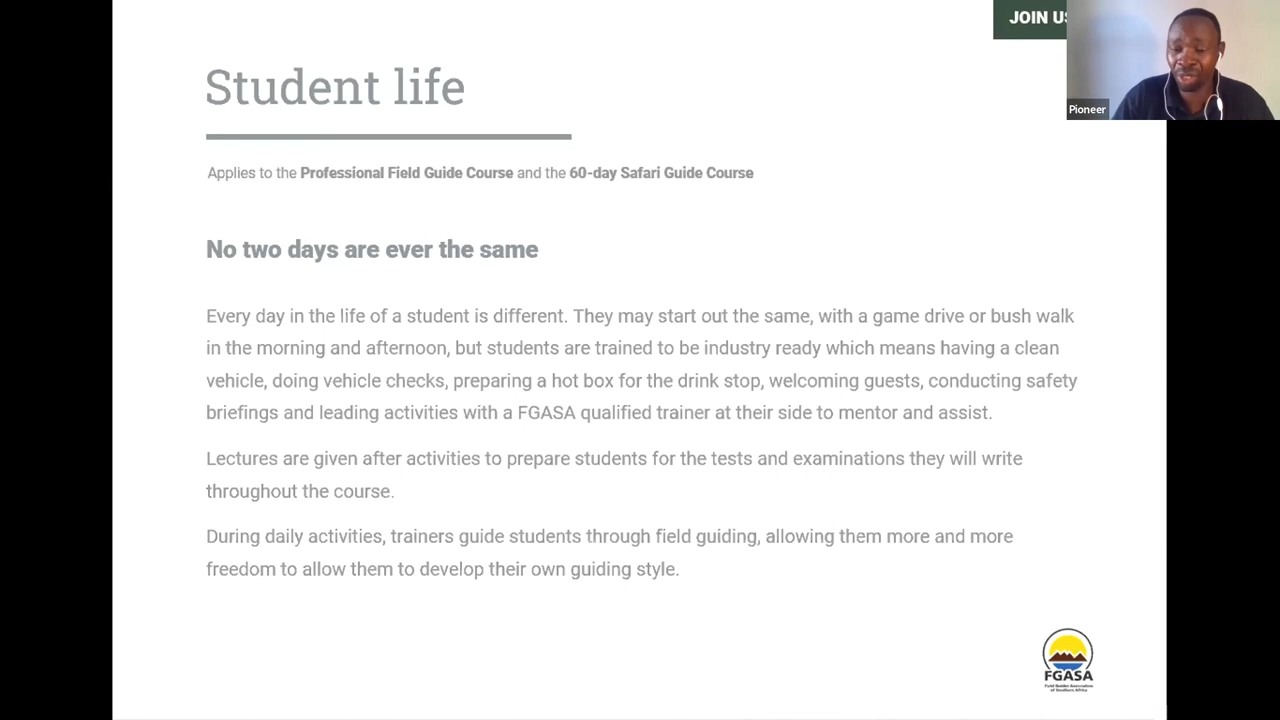 JOIN US
Pioneer
Student life
Applies to the Professional Field Guide Course and the 60-day Safari Guide Course
No two days are ever the same
Every day in the life of a student is different. They may start out the same, with a game drive or bush walk
in the morning and afternoon, but students are trained to be industry ready which means having a clean
vehicle, doing vehicle checks, preparing a hot box for the drink stop, welcoming guests, conducting safety
briefings and leading activities with a FGASA qualified trainer at their side to mentor and assist.
Lectures are given after activities to prepare students for the tests and examinations they will write
throughout the course.
During daily activities, trainers guide students through field guiding, allowing them more and more
freedom to allow them to develop their own guiding style.
FGASA
Field Guides Association
of Southern Africa